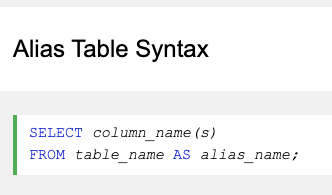 Alias Table Syntax
SELECT column_name(s)
FROM table_name AS alias_name;